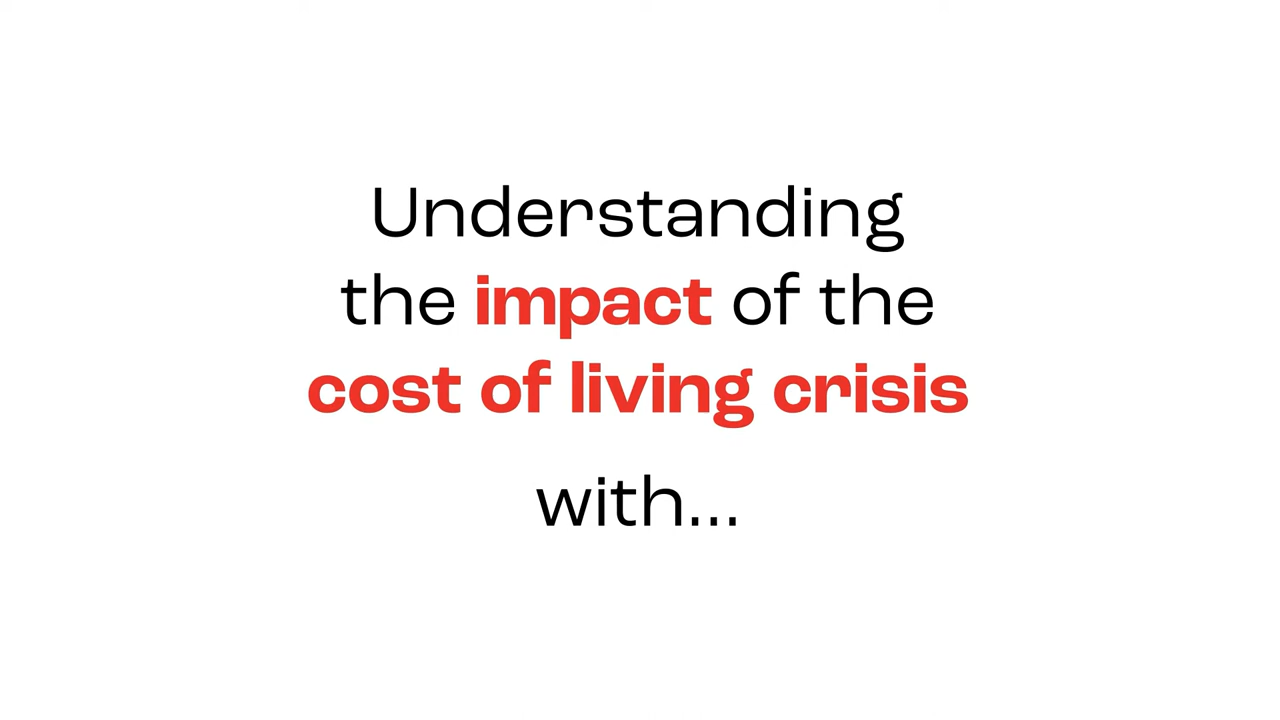 Understanding
the impact of the
cost of living crisis
with...